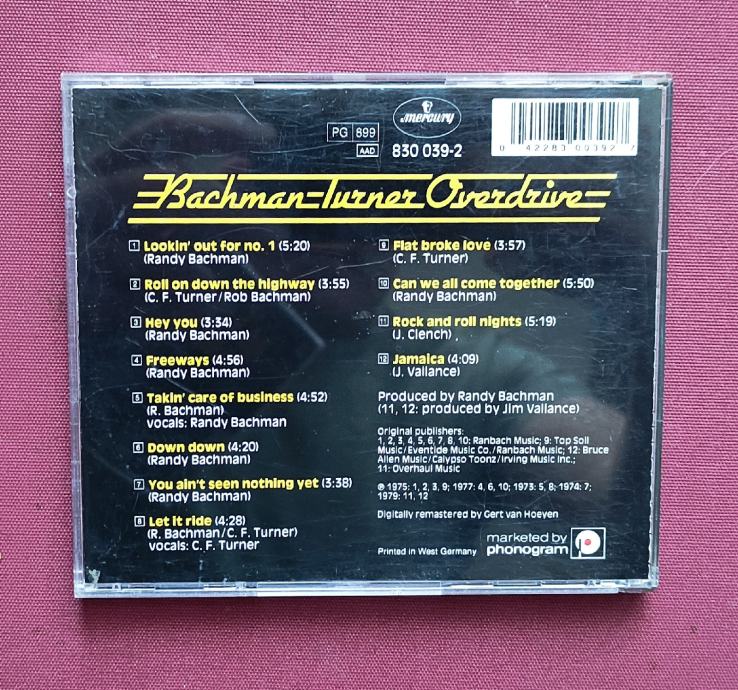 PG 899
AAD
mercury
830 039-2
0 42283 00392 7
Bachman-Turner Overdrive
1 Lookin' out for no. 1 (5:20)
(Randy Bachman)
2 Roll on down the highway (3:55)
(C. F. Turner/Rob Bachman)
3 Hey you (3:34)
(Randy Bachman)
4 Freeways (4:56)
(Randy Bachman)
5 Takin' care of business (4:52)
(R. Bachman)
vocals: Randy Bachman
6 Down down (4:20)
(Randy Bachman)
7 You ain't seen nothing yet (3:38)
(Randy Bachman)
8 Let it ride (4:28)
(R. Bachman/C. F. Turner)
vocals: C. F. Turner
9 Flat broke love (3:57)
(C. F. Turner)
10 Can we all come together (5:50)
(Randy Bachman)
11 Rock and roll nights (5:19)
(J. Clench)
12 Jamaica (4:09)
(J. Vallance)
Produced by Randy Bachman
(11, 12: produced by Jim Vallance)
Original publishers:
1, 2, 3, 4, 5, 6, 7, 8, 10: Ranbach Music; 9: Top Soil
Music/Eventide Music Co./Ranbach Music; 12: Bruce
Allen Music/Calypso Toonz/Irving Music Inc.;
11: Overhaul Music
℗ 1975: 1, 2, 3, 9; 1977: 4, 6, 10; 1973: 5, 8; 1974: 7;
1979: 11, 12
Digitally remastered by Gert van Hoeyen
Printed in West Germany
marketed by
phonogram